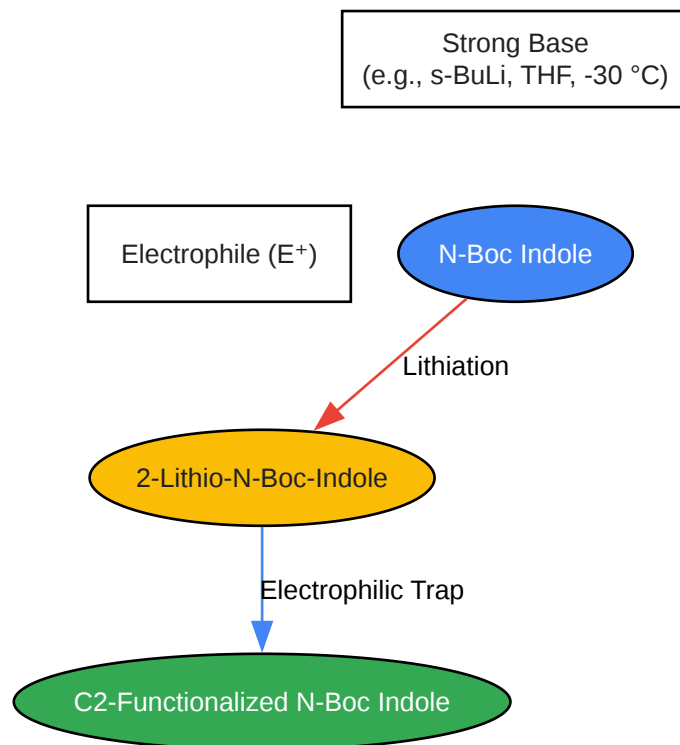 Strong Base
(e.g., s-BuLi, THF, -30 °C)
Electrophile (E⁺)
N-Boc Indole
Lithiation
2-Lithio-N-Boc-Indole
Electrophilic Trap
C2-Functionalized N-Boc Indole